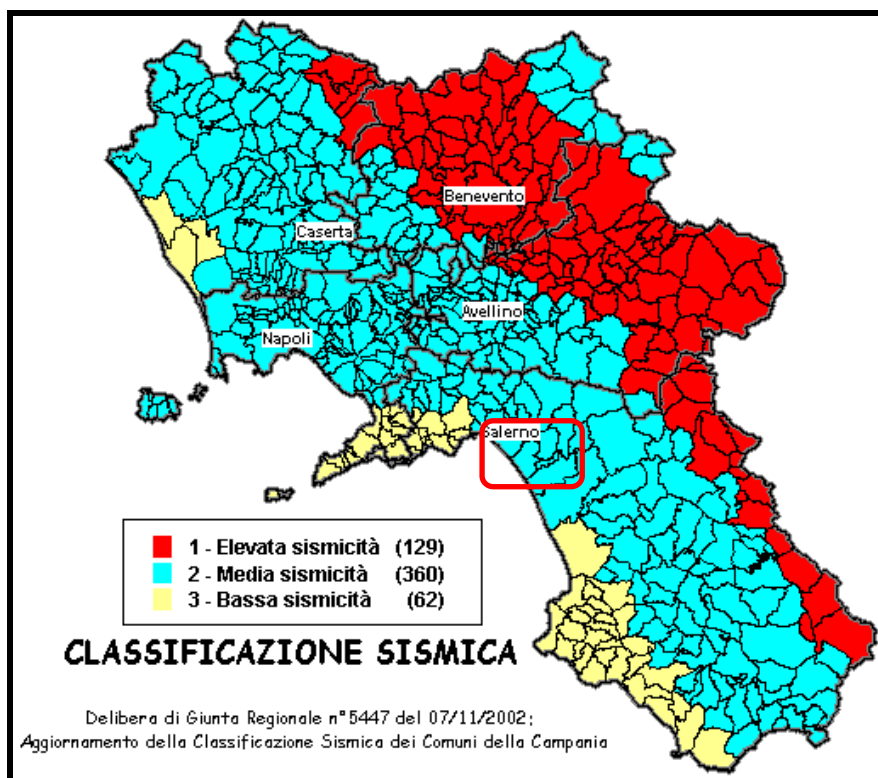 Benevento
Caserta
Avellino
Napoli
Salerno
1 - Elevata sismicità (129)
2 - Media sismicità (360)
3 - Bassa sismicità (62)
CLASSIFICAZIONE SISMICA
Delibera di Giunta Regionale n°5447 del 07/11/2002;
Aggiornamento della Classificazione Sismica dei Comuni della Campania